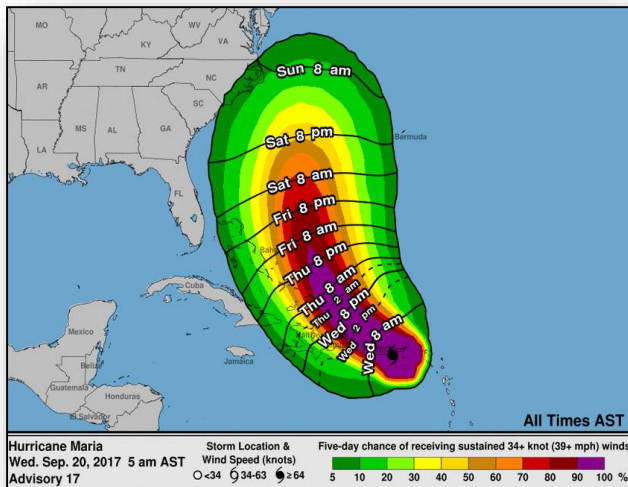 MO
WV
VA
KY
TN
NC
AR
SC
MS
AL
GA
LA
FL
Sun 8 am
Bermuda
Sat 8 pm
Sat 8 am
Fri 8 pm
Fri 8 am
Thu 8 pm
Thu 8 am
Thu 2 am
Wed 8 pm
Wed 2 pm
Wed 8 am
Cuba
Mexico
Jamaica
Belize
Guatemala
Honduras
El Salvador
All Times AST
Hurricane Maria
Wed. Sep. 20, 2017 5 am AST
Advisory 17
Storm Location &
Wind Speed (knots)
<34 34-63 ≥64
Five-day chance of receiving sustained 34+ knot (39+ mph) winds
5 10 20 30 40 50 60 70 80 90 100 %